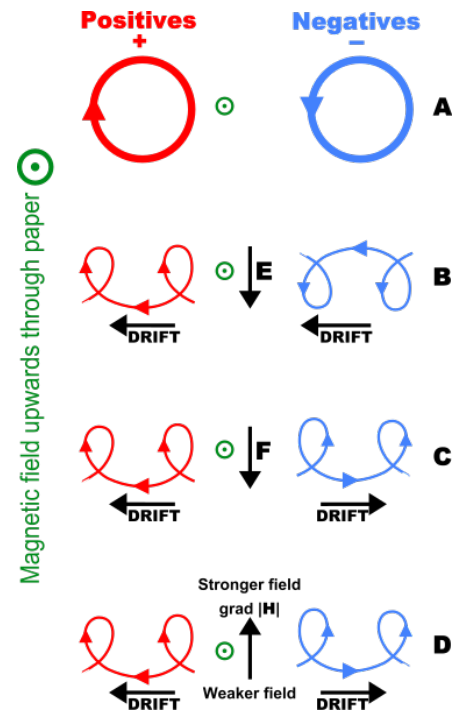 Positives
+
Negatives
−
A
Magnetic field upwards through paper
E
B
DRIFT
DRIFT
F
C
DRIFT
DRIFT
Stronger field
grad |H|
D
Weaker field
DRIFT
DRIFT